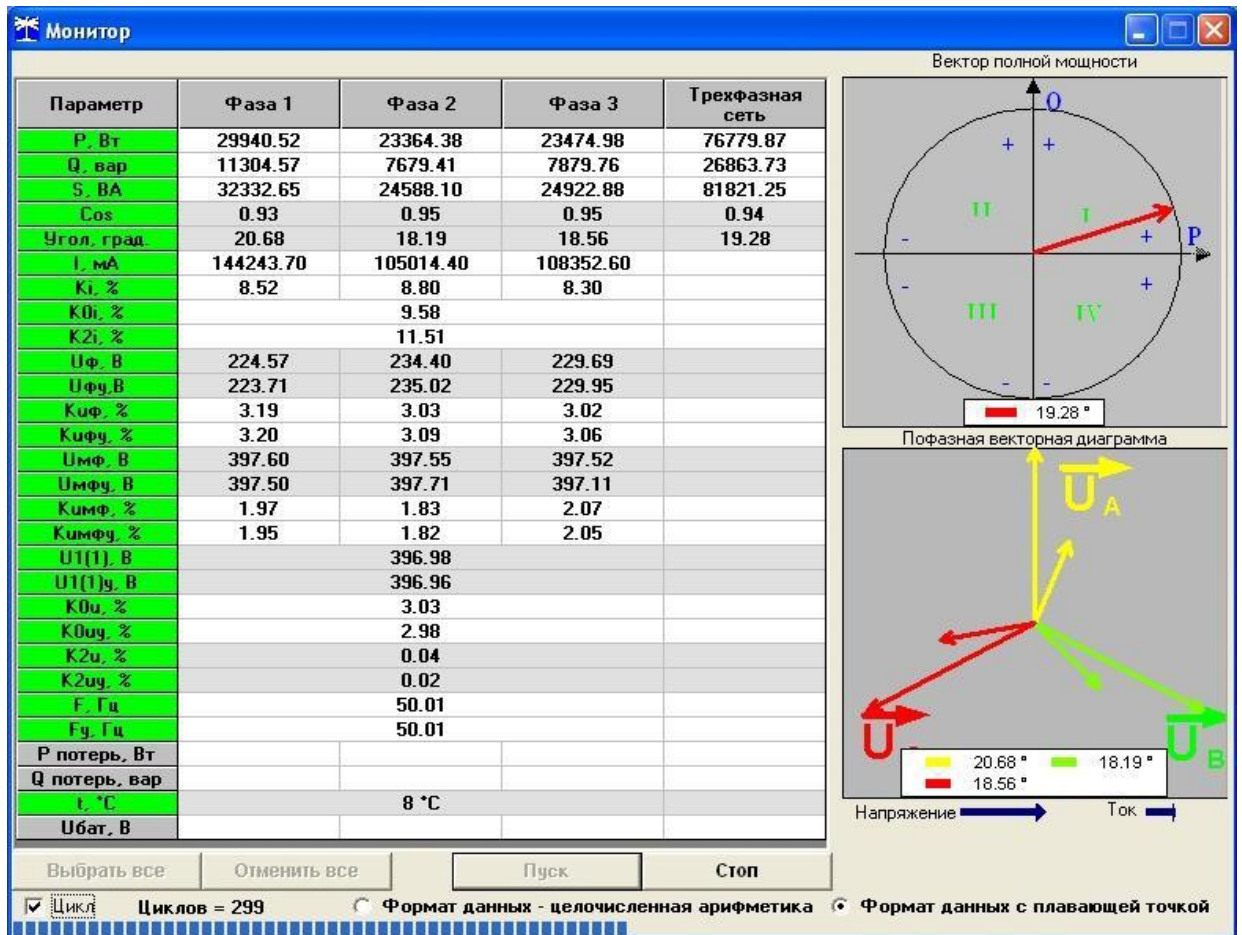 Монитор
Вектор полной мощности
Параметр Фаза 1 Фаза 2 Фаза 3 Трехфазная сеть
P, Вт 29940.52 23364.38 23474.98 76779.87
Q, вар 11304.57 7679.41 7879.76 26863.73
S, ВА 32332.65 24588.10 24922.88 81821.25
Cos 0.93 0.95 0.95 0.94
Угол, град. 20.68 18.19 18.56 19.28
I, мА 144243.70 105014.40 108352.60
Ki, % 8.52 8.80 8.30
K0i, % 9.58
K2i, % 11.51
Uф, В 224.57 234.40 229.69
Uфу,В 223.71 235.02 229.95
Kuф, % 3.19 3.03 3.02
Kuфу, % 3.20 3.09 3.06
Uмф, В 397.60 397.55 397.52
Uмфу, В 397.50 397.71 397.11
Kuмф, % 1.97 1.83 2.07
Kuмфу, % 1.95 1.82 2.05
U1(1), В 396.98
U1(1)у, В 396.96
K0u, % 3.03
K0uy, % 2.98
K2u, % 0.04
K2uy, % 0.02
F, Гц 50.01
Fу, Гц 50.01
P потерь, Вт
Q потерь, вар
t, °C 8 °C
Uбат, В
Q
+ +
II I
- + P
- +
III IV
- -
19.28 °
Пофазная векторная диаграмма
U A
U
U B
20.68 ° 18.19 °
18.56 °
Напряжение Ток
Выбрать все Отменить все Пуск Стоп
Цикл Циклов = 299 Формат данных - целочисленная арифметика Формат данных с плавающей точкой